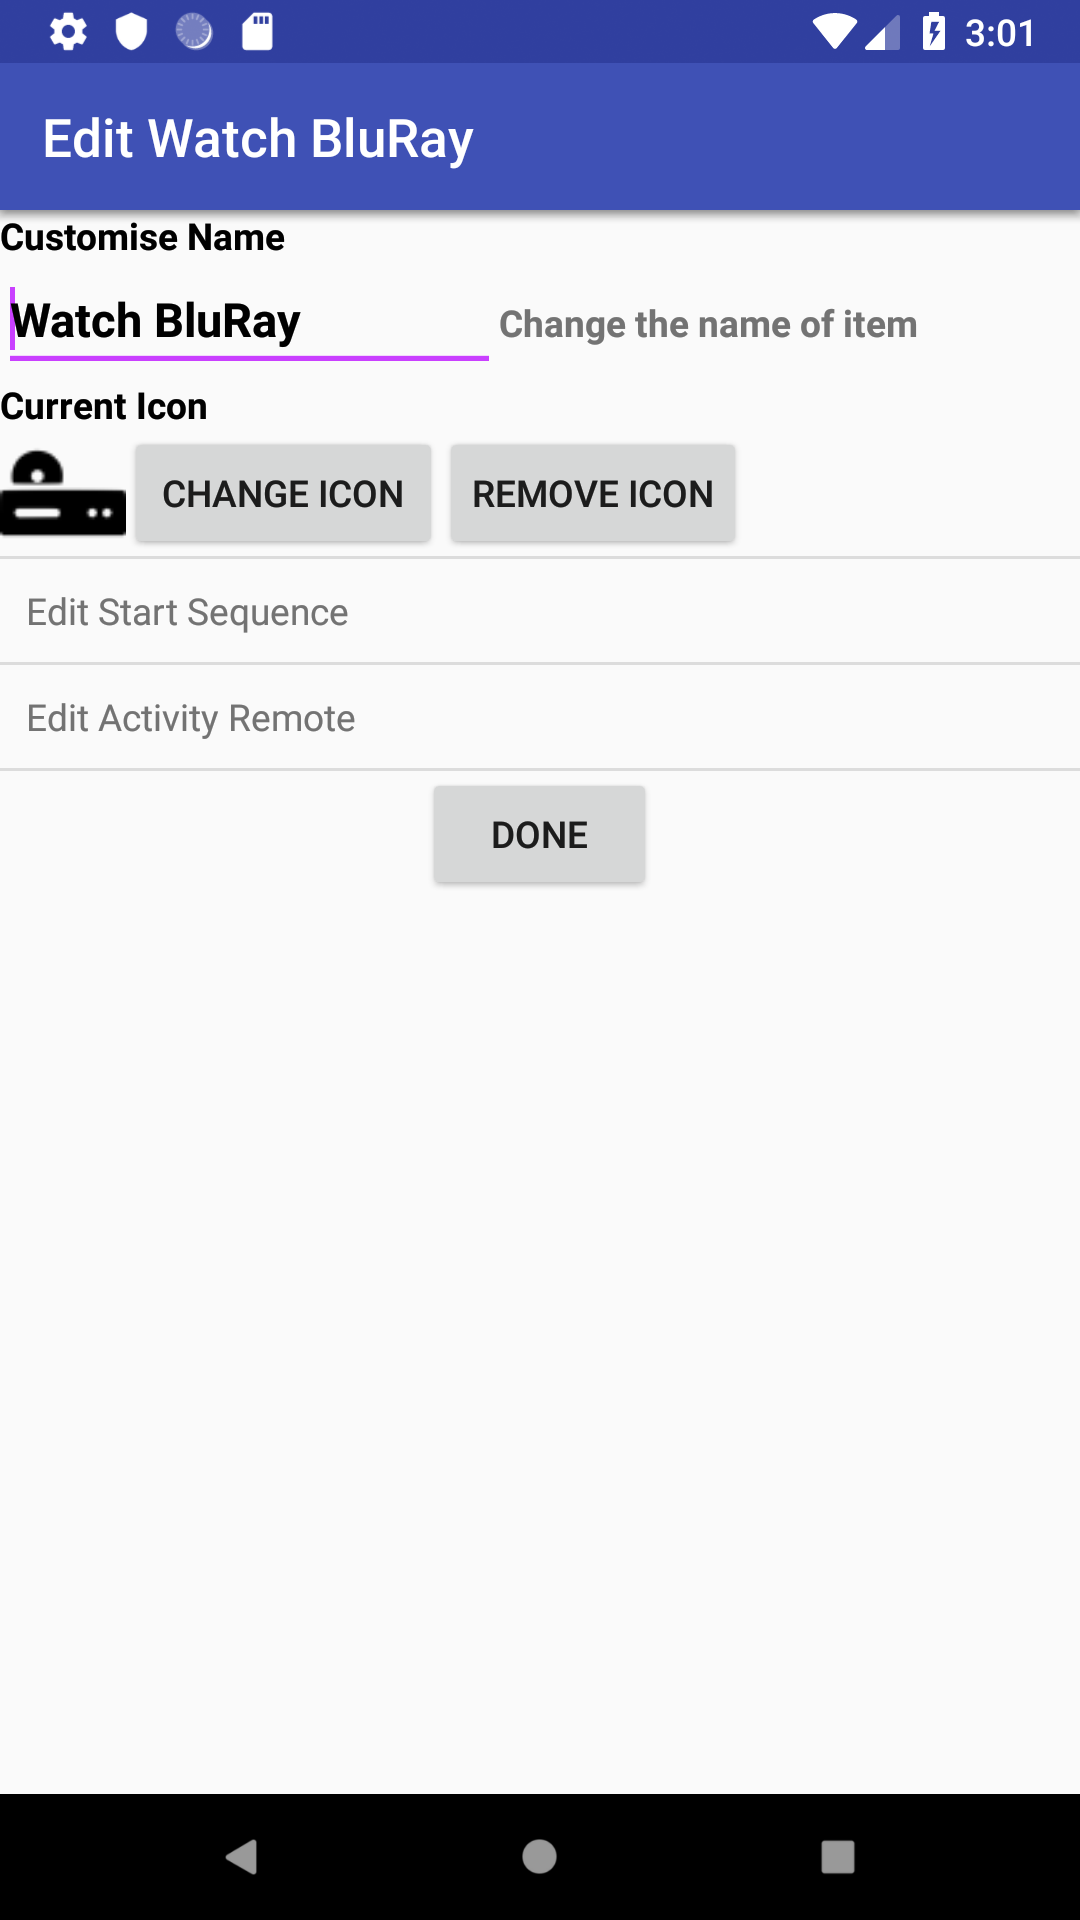 3:01
Edit Watch BluRay
Customise Name
Watch BluRay Change the name of item
Current Icon
CHANGE ICON REMOVE ICON
Edit Start Sequence
Edit Activity Remote
DONE